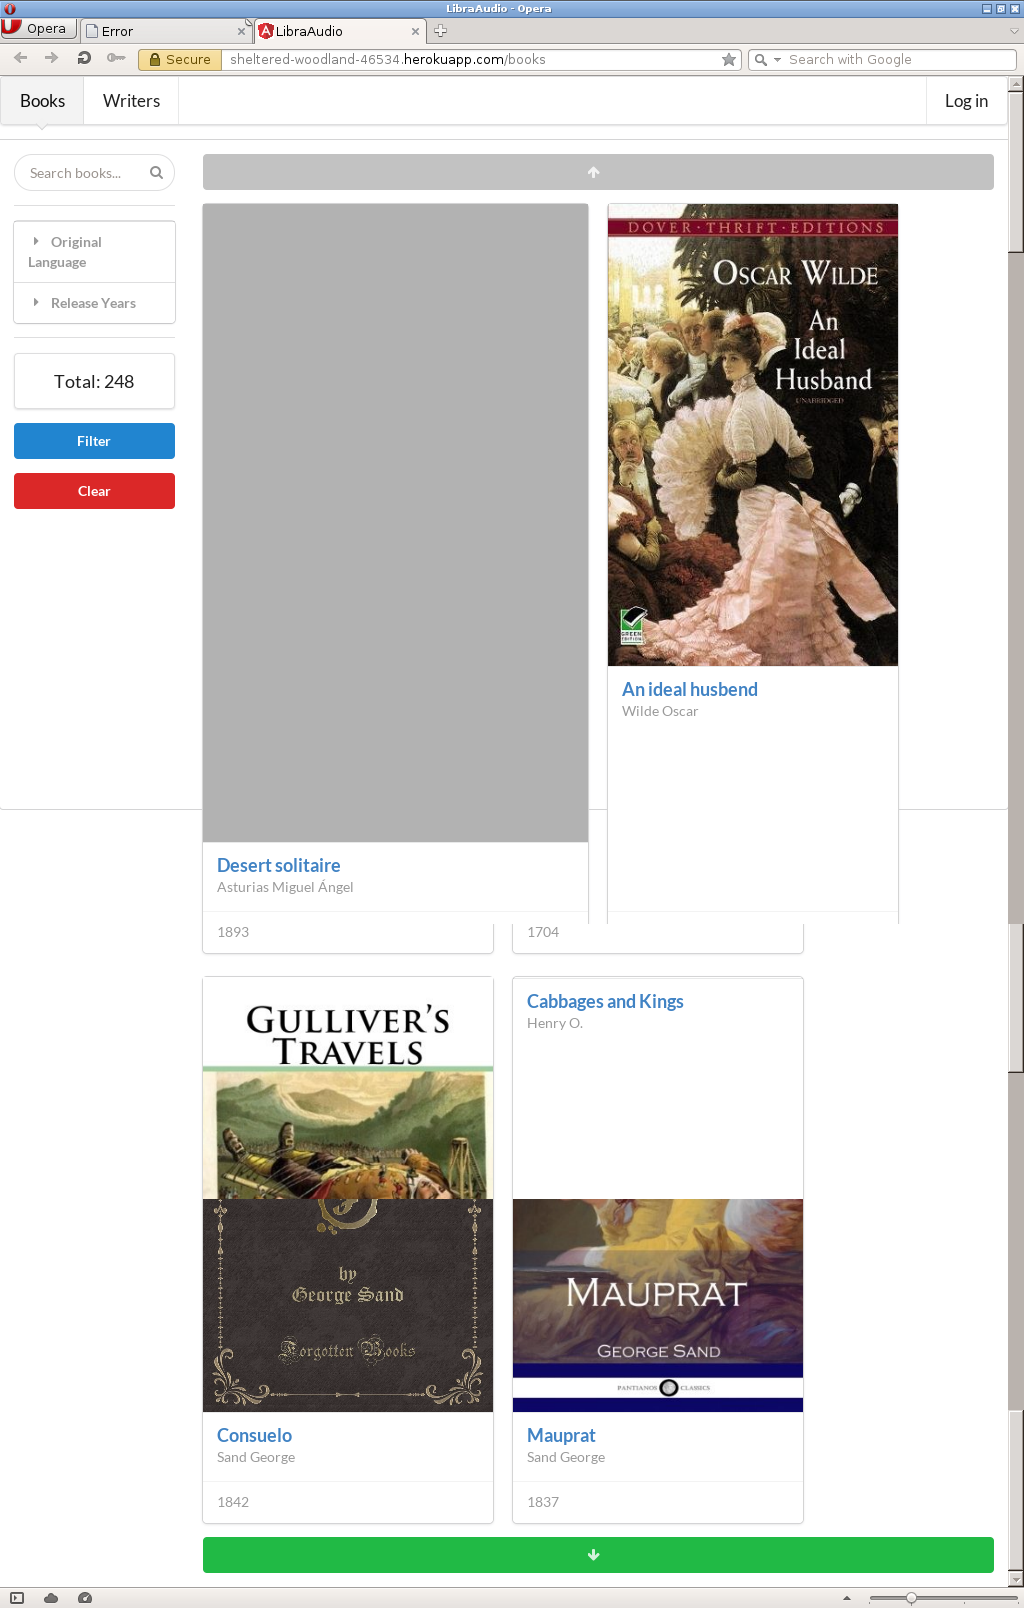 LibraAudio - Opera
Opera
Error
LibraAudio
Secure
sheltered-woodland-46534.herokuapp.com/books
Search with Google
Books
Writers
Log in
Search books...
Original
Language
Release Years
Total: 248
Filter
Clear
DOVER · THRIFT · EDITIONS
OSCAR WILDE
An
Ideal
Husband
UNABRIDGED
GREEN
EDITION
An ideal husbend
Wilde Oscar
Desert solitaire
Asturias Miguel Ángel
1893
1704
GULLIVER'S
TRAVELS
Cabbages and Kings
Henry O.
by
George Sand
Forgotten Books
MAUPRAT
GEORGE SAND
PANTIANOS CLASSICS
Consuelo
Sand George
1842
Mauprat
Sand George
1837